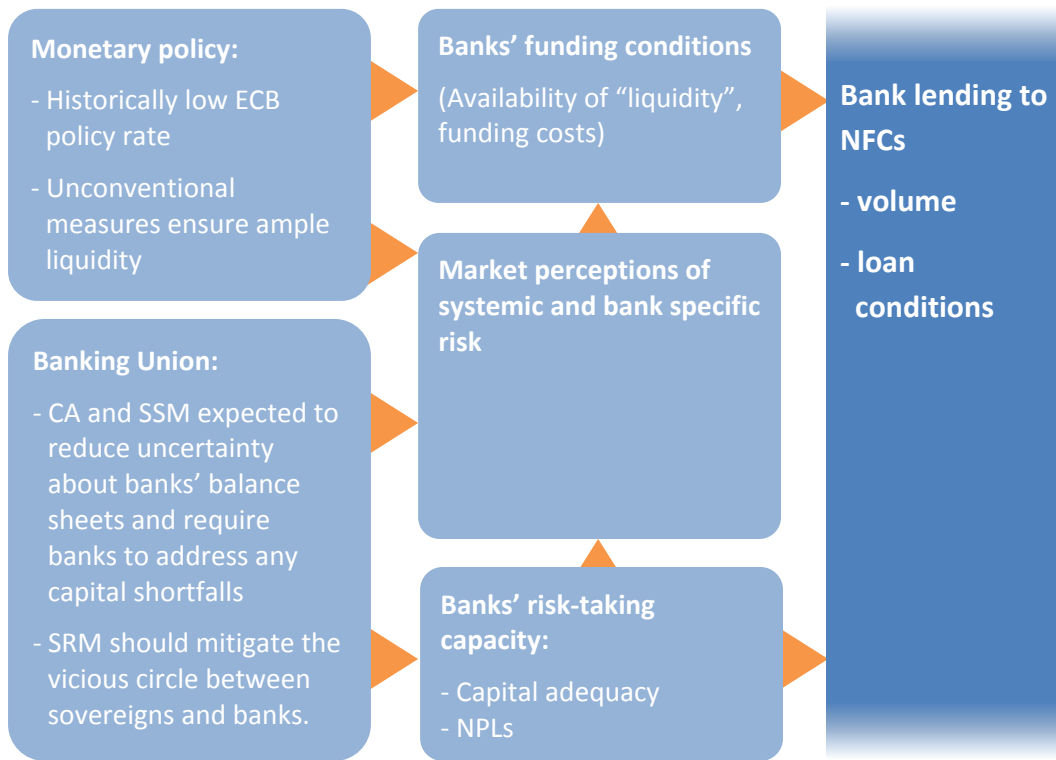 Monetary policy:
- Historically low ECB
policy rate
- Unconventional
measures ensure ample
liquidity
Banking Union:
- CA and SSM expected to
reduce uncertainty
about banks’ balance
sheets and require
banks to address any
capital shortfalls
- SRM should mitigate the
vicious circle between
sovereigns and banks.
Banks’ funding conditions
(Availability of “liquidity”,
funding costs)
Market perceptions of
systemic and bank specific
risk
Banks’ risk-taking
capacity:
- Capital adequacy
- NPLs
Bank lending to
NFCs
- volume
- loan
conditions